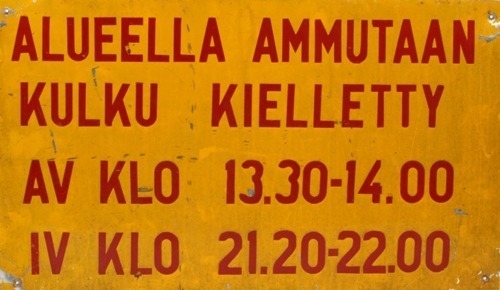 ALUEELLA AMMUTAAN
KULKU KIELLETTY
AV KLO 13.30-14.00
IV KLO 21.20-22.00